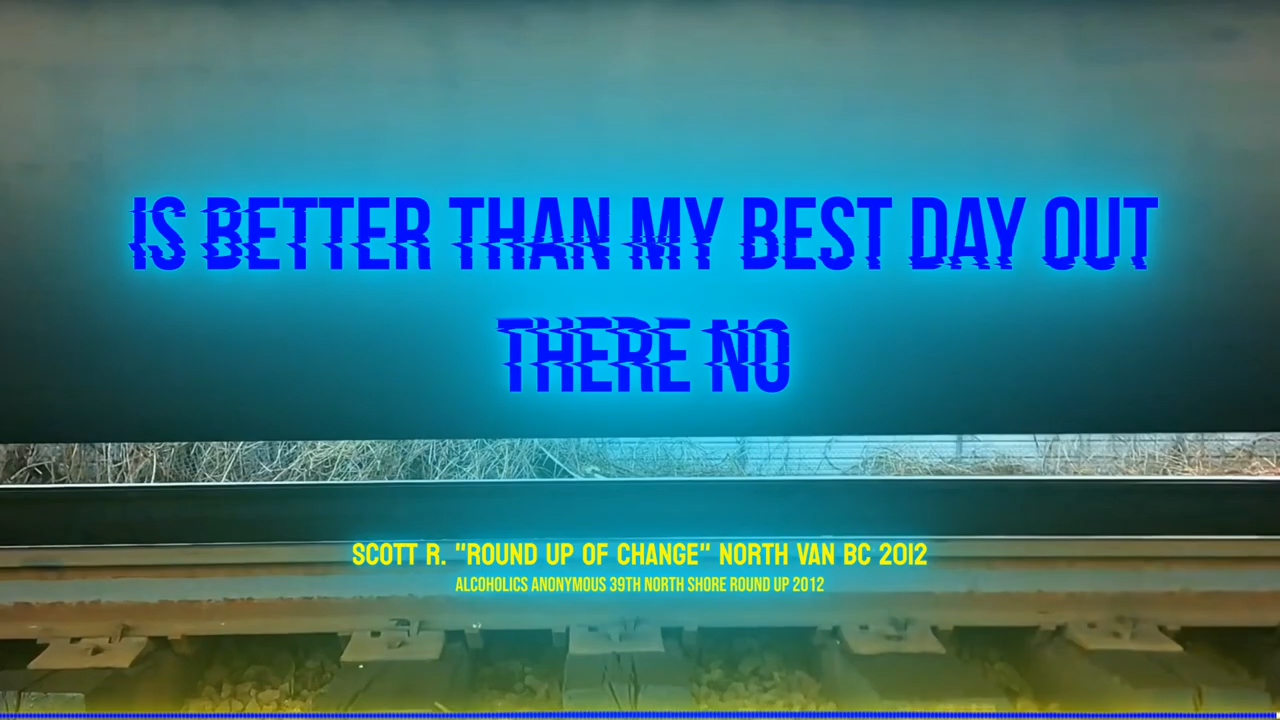 IS BETTER THAN MY BEST DAY OUT
THERE NO
SCOTT R. "ROUND UP OF CHANGE" NORTH VAN BC 2012
ALCOHOLICS ANONYMOUS 39TH NORTH SHORE ROUND UP 2012